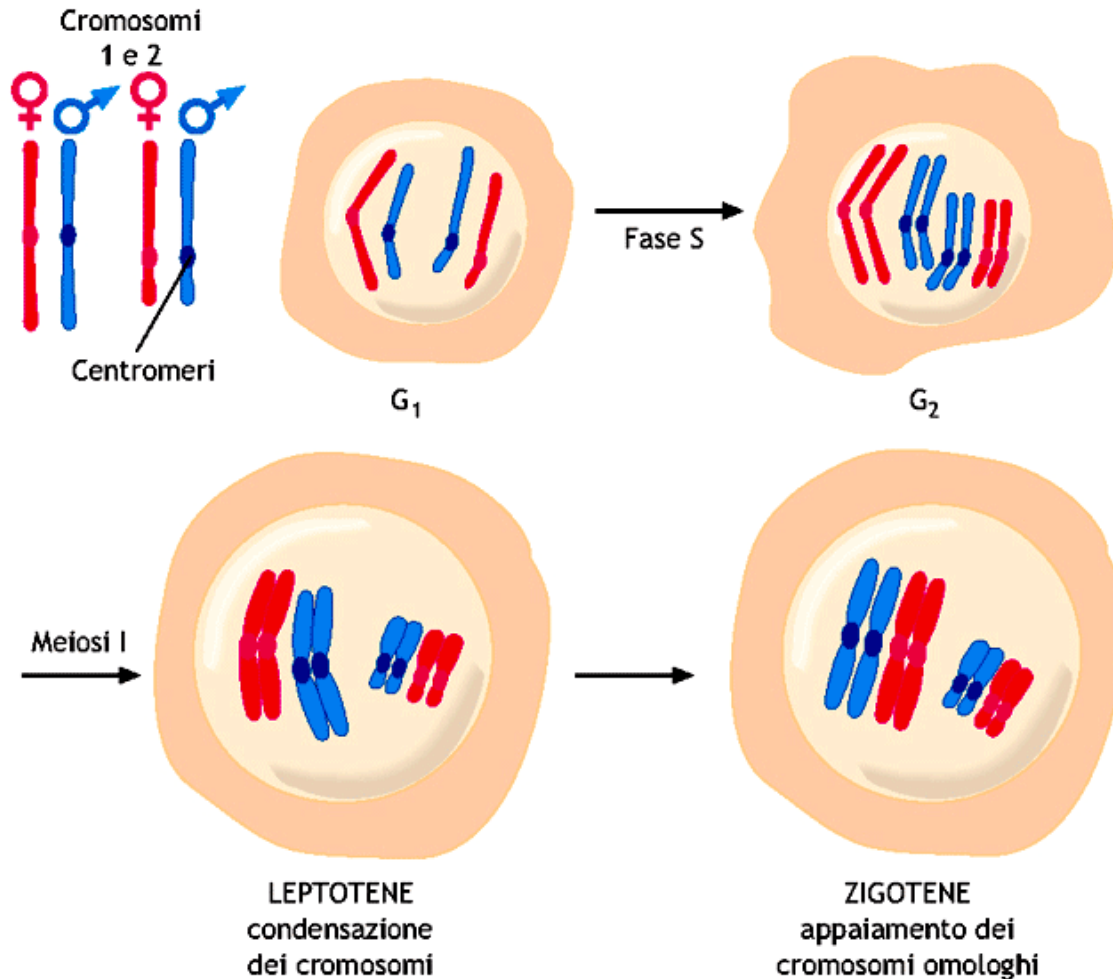 Cromosomi
1 e 2
Centromeri
G1
Fase S
G2
Meiosi I
LEPTOTENE
condensazione
dei cromosomi
ZIGOTENE
appaiamento dei
cromosomi omologhi